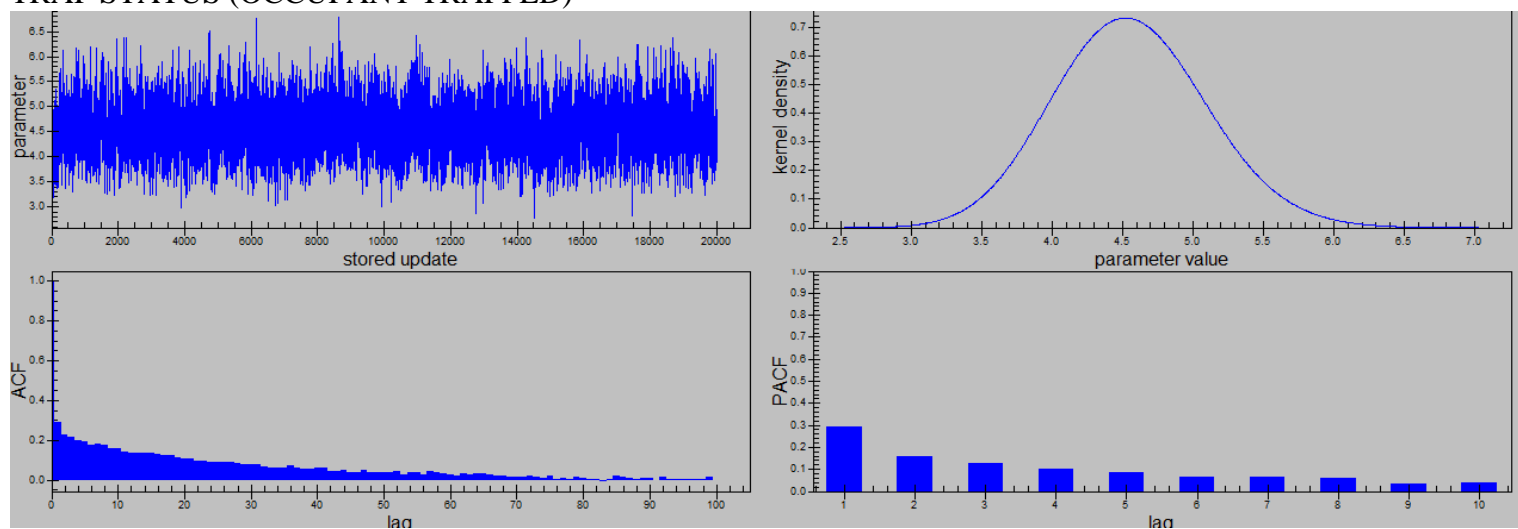 TRAP STATUS (OCCUPANT TRAPPED)
parameter
6.5
6.0
5.5
5.0
4.5
4.0
3.5
3.0
0 2000 4000 6000 8000 10000 12000 14000 16000 18000 20000
stored update
kernel density
0.7
0.6
0.5
0.4
0.3
0.2
0.1
0.0
2.5 3.0 3.5 4.0 4.5 5.0 5.5 6.0 6.5 7.0
parameter value
ACF
1.0
0.8
0.6
0.4
0.2
0.0
0 10 20 30 40 50 60 70 80 90 100
lag
PACF
1.0
0.9
0.8
0.7
0.6
0.5
0.4
0.3
0.2
0.1
0.0
1 2 3 4 5 6 7 8 9 10
lag